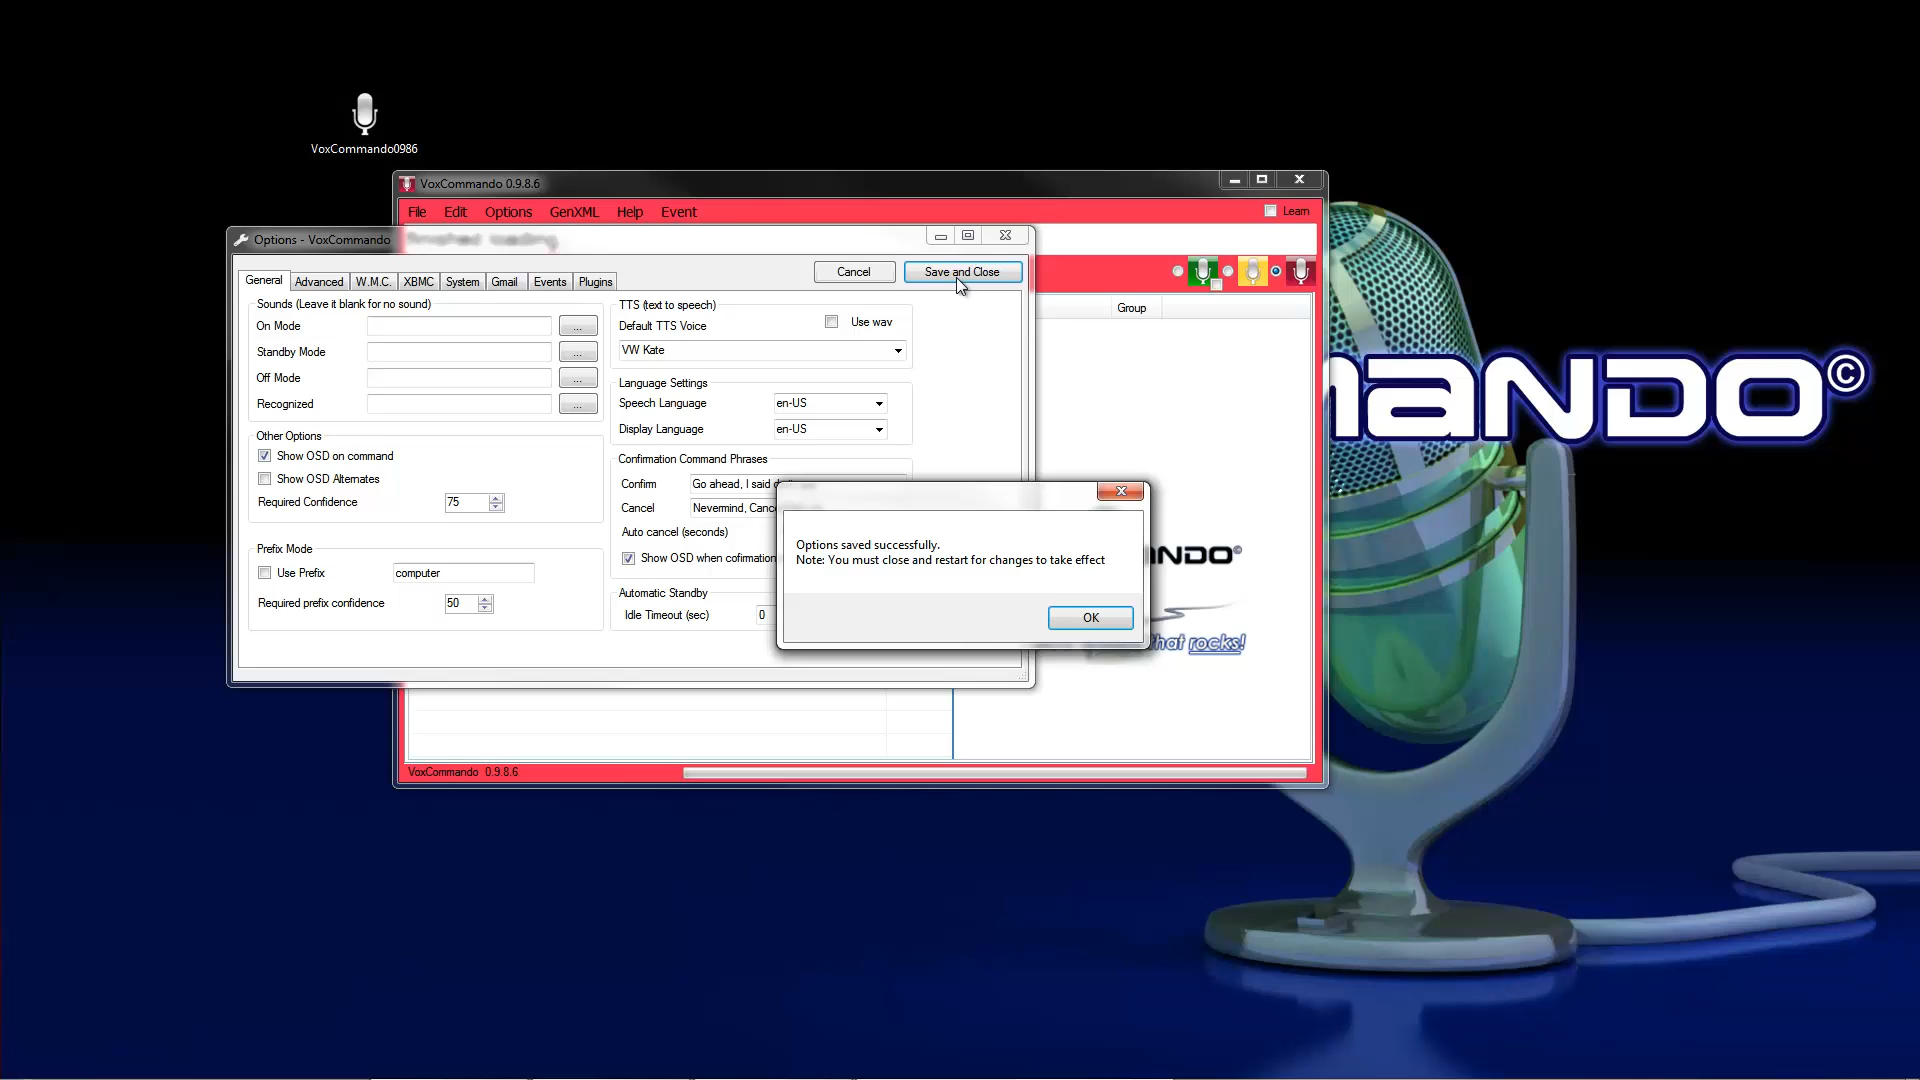 VoxCommando0986
VoxCommando 0.9.8.6
File Edit Options GenXML Help Event
Learn
Options - VoxCommando
finished loading
Cancel
Save and Close
General Advanced W.M.C. XBMC System Gmail Events Plugins
Group
Sounds (Leave it blank for no sound)
On Mode ...
Standby Mode ...
Off Mode ...
Recognized ...
Other Options
Show OSD on command
Show OSD Alternates
Required Confidence 75
Prefix Mode
Use Prefix computer
Required prefix confidence 50
TTS (text to speech)
Default TTS Voice
Use wav
VW Kate
Language Settings
Speech Language en-US
Display Language en-US
Confirmation Command Phrases
Confirm Go ahead, I said
Cancel Nevermind,
Auto cancel (seconds)
Show OSD when cofirmation
Automatic Standby
Idle Timeout (sec) 0
Options saved successfully.
Note: You must close and restart for changes to take effect
OK
ANDO©
that rocks!
VoxCommando 0.9.8.6
mANDO©